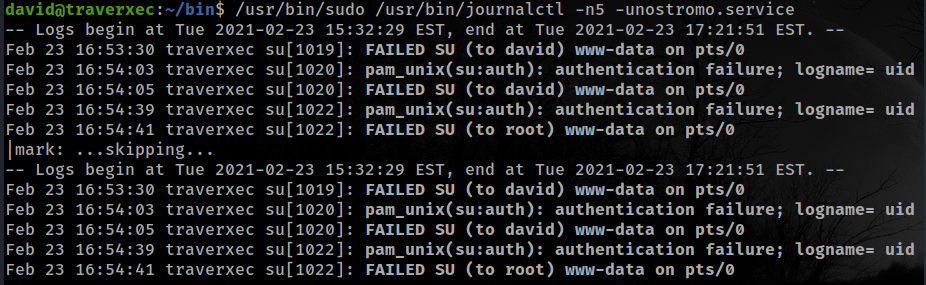 david@traverxec:~/bin$ /usr/bin/sudo /usr/bin/journalctl -n5 -unostromo.service
-- Logs begin at Tue 2021-02-23 15:32:29 EST, end at Tue 2021-02-23 17:21:51 EST. --
Feb 23 16:53:30 traverxec su[1019]: FAILED SU (to david) www-data on pts/0
Feb 23 16:54:03 traverxec su[1020]: pam_unix(su:auth): authentication failure; logname= uid
Feb 23 16:54:05 traverxec su[1020]: FAILED SU (to david) www-data on pts/0
Feb 23 16:54:39 traverxec su[1022]: pam_unix(su:auth): authentication failure; logname= uid
Feb 23 16:54:41 traverxec su[1022]: FAILED SU (to root) www-data on pts/0
|mark: ...skipping...
-- Logs begin at Tue 2021-02-23 15:32:29 EST, end at Tue 2021-02-23 17:21:51 EST. --
Feb 23 16:53:30 traverxec su[1019]: FAILED SU (to david) www-data on pts/0
Feb 23 16:54:03 traverxec su[1020]: pam_unix(su:auth): authentication failure; logname= uid
Feb 23 16:54:05 traverxec su[1020]: FAILED SU (to david) www-data on pts/0
Feb 23 16:54:39 traverxec su[1022]: pam_unix(su:auth): authentication failure; logname= uid
Feb 23 16:54:41 traverxec su[1022]: FAILED SU (to root) www-data on pts/0